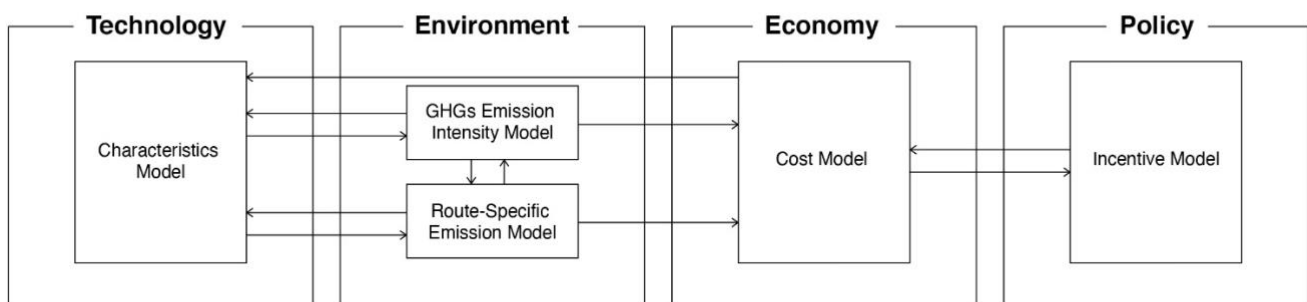 Technology
Environment
Economy
Policy
Characteristics
Model
GHGs Emission
Intensity Model
Route-Specific
Emission Model
Cost Model
Incentive Model